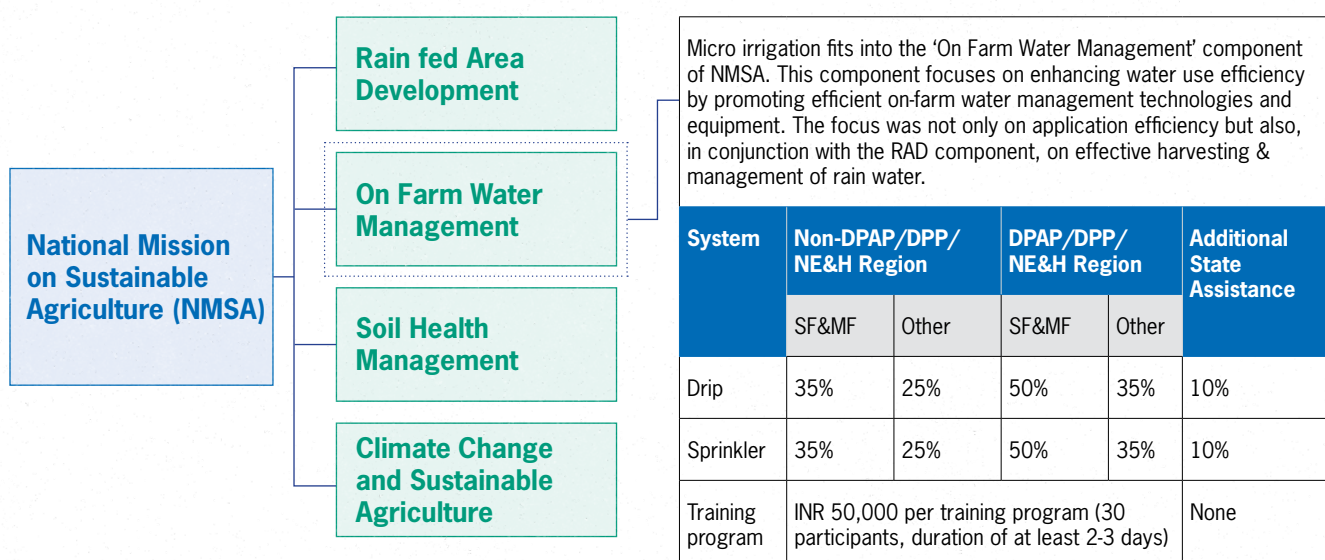 National Mission
on Sustainable
Agriculture (NMSA)
Rain fed Area
Development
On Farm Water
Management
Soil Health
Management
Climate Change
and Sustainable
Agriculture
Micro irrigation fits into the ‘On Farm Water Management’ component
of NMSA. This component focuses on enhancing water use efficiency
by promoting efficient on-farm water management technologies and
equipment. The focus was not only on application efficiency but also,
in conjunction with the RAD component, on effective harvesting &
management of rain water.
System Non-DPAP/DPP/ DPAP/DPP/ Additional
NE&H Region NE&H Region State
Assistance
SF&MF Other SF&MF Other
Drip 35% 25% 50% 35% 10%
Sprinkler 35% 25% 50% 35% 10%
Training INR 50,000 per training program (30 None
program participants, duration of at least 2-3 days)